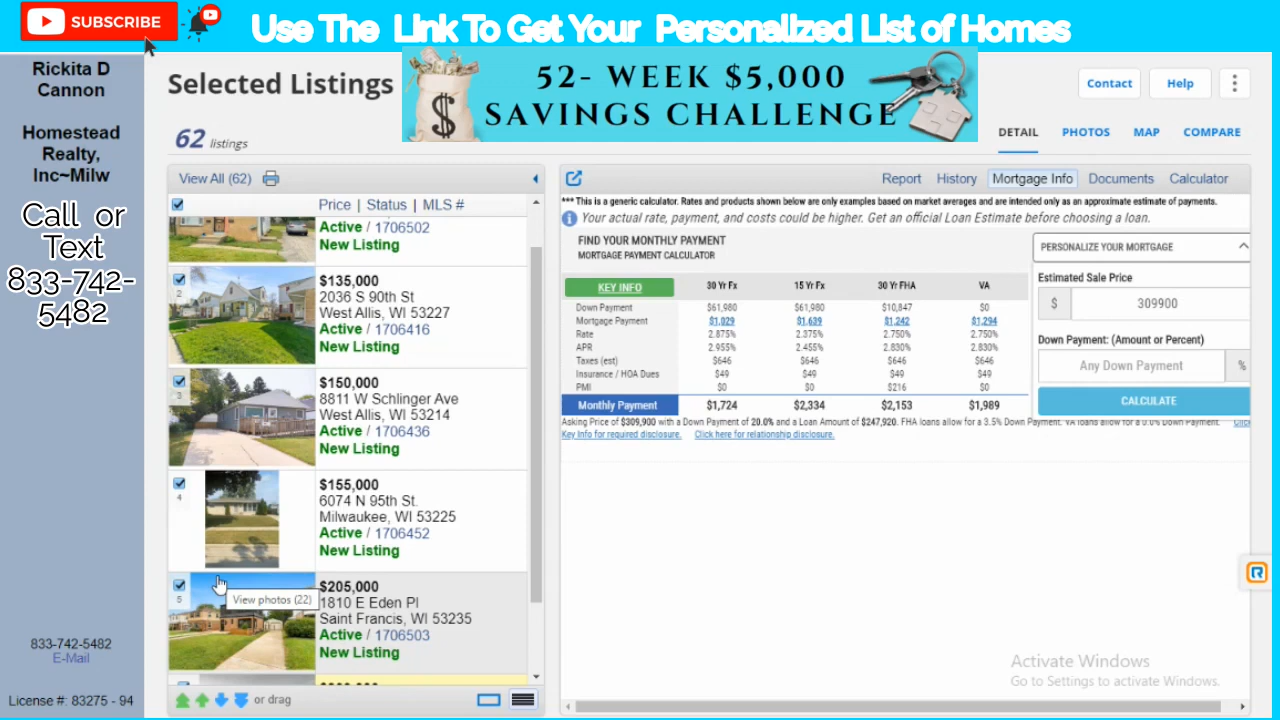 SUBSCRIBE
Use The Link To Get Your Personalized List of Homes
Rickita D
Cannon
Homestead
Realty,
Inc~Milw
Call or
Text
833-742-
5482
833-742-5482
E-Mail
License #: 83275 - 94
Selected Listings
52- WEEK $5,000
SAVINGS CHALLENGE
Contact
Help
62 listings
DETAIL
PHOTOS
MAP
COMPARE
View All (62)
Price | Status | MLS #
Active / 1706502
New Listing
2
$135,000
2036 S 90th St
West Allis, WI 53227
Active / 1706416
New Listing
3
$150,000
8811 W Schlinger Ave
West Allis, WI 53214
Active / 1706436
New Listing
4
$155,000
6074 N 95th St.
Milwaukee, WI 53225
Active / 1706452
New Listing
5
View photos (22)
$205,000
1810 E Eden Pl
Saint Francis, WI 53235
Active / 1706503
New Listing
or drag
Report
History
Mortgage Info
Documents
Calculator
*** This is a generic calculator. Rates and products shown below are only examples based on market averages and are intended only as an approximate estimate of payments.
Your actual rate, payment, and costs could be higher. Get an official Loan Estimate before choosing a loan.
FIND YOUR MONTHLY PAYMENT
MORTGAGE PAYMENT CALCULATOR
KEY INFO 30 Yr Fx 15 Yr Fx 30 Yr FHA VA
Down Payment $61,980 $61,980 $10,847 $0
Mortgage Payment $1,029 $1,639 $1,242 $1,294
Rate 2.875% 2.375% 2.750% 2.750%
APR 2.955% 2.455% 2.830% 2.830%
Taxes (est) $646 $646 $646 $646
Insurance / HOA Dues $49 $49 $49 $49
PMI $0 $0 $216 $0
Monthly Payment $1,724 $2,334 $2,153 $1,989
Asking Price of $309,900 with a Down Payment of 20.0% and a Loan Amount of $247,920. FHA loans allow for a 3.5% Down Payment. VA loans allow for a 0.0% Down Payment.
Key Info for required disclosure. Click here for relationship disclosure.
PERSONALIZE YOUR MORTGAGE
Estimated Sale Price
$ 309900
Down Payment: (Amount or Percent)
Any Down Payment %
CALCULATE
Activate Windows
Go to Settings to activate Windows.